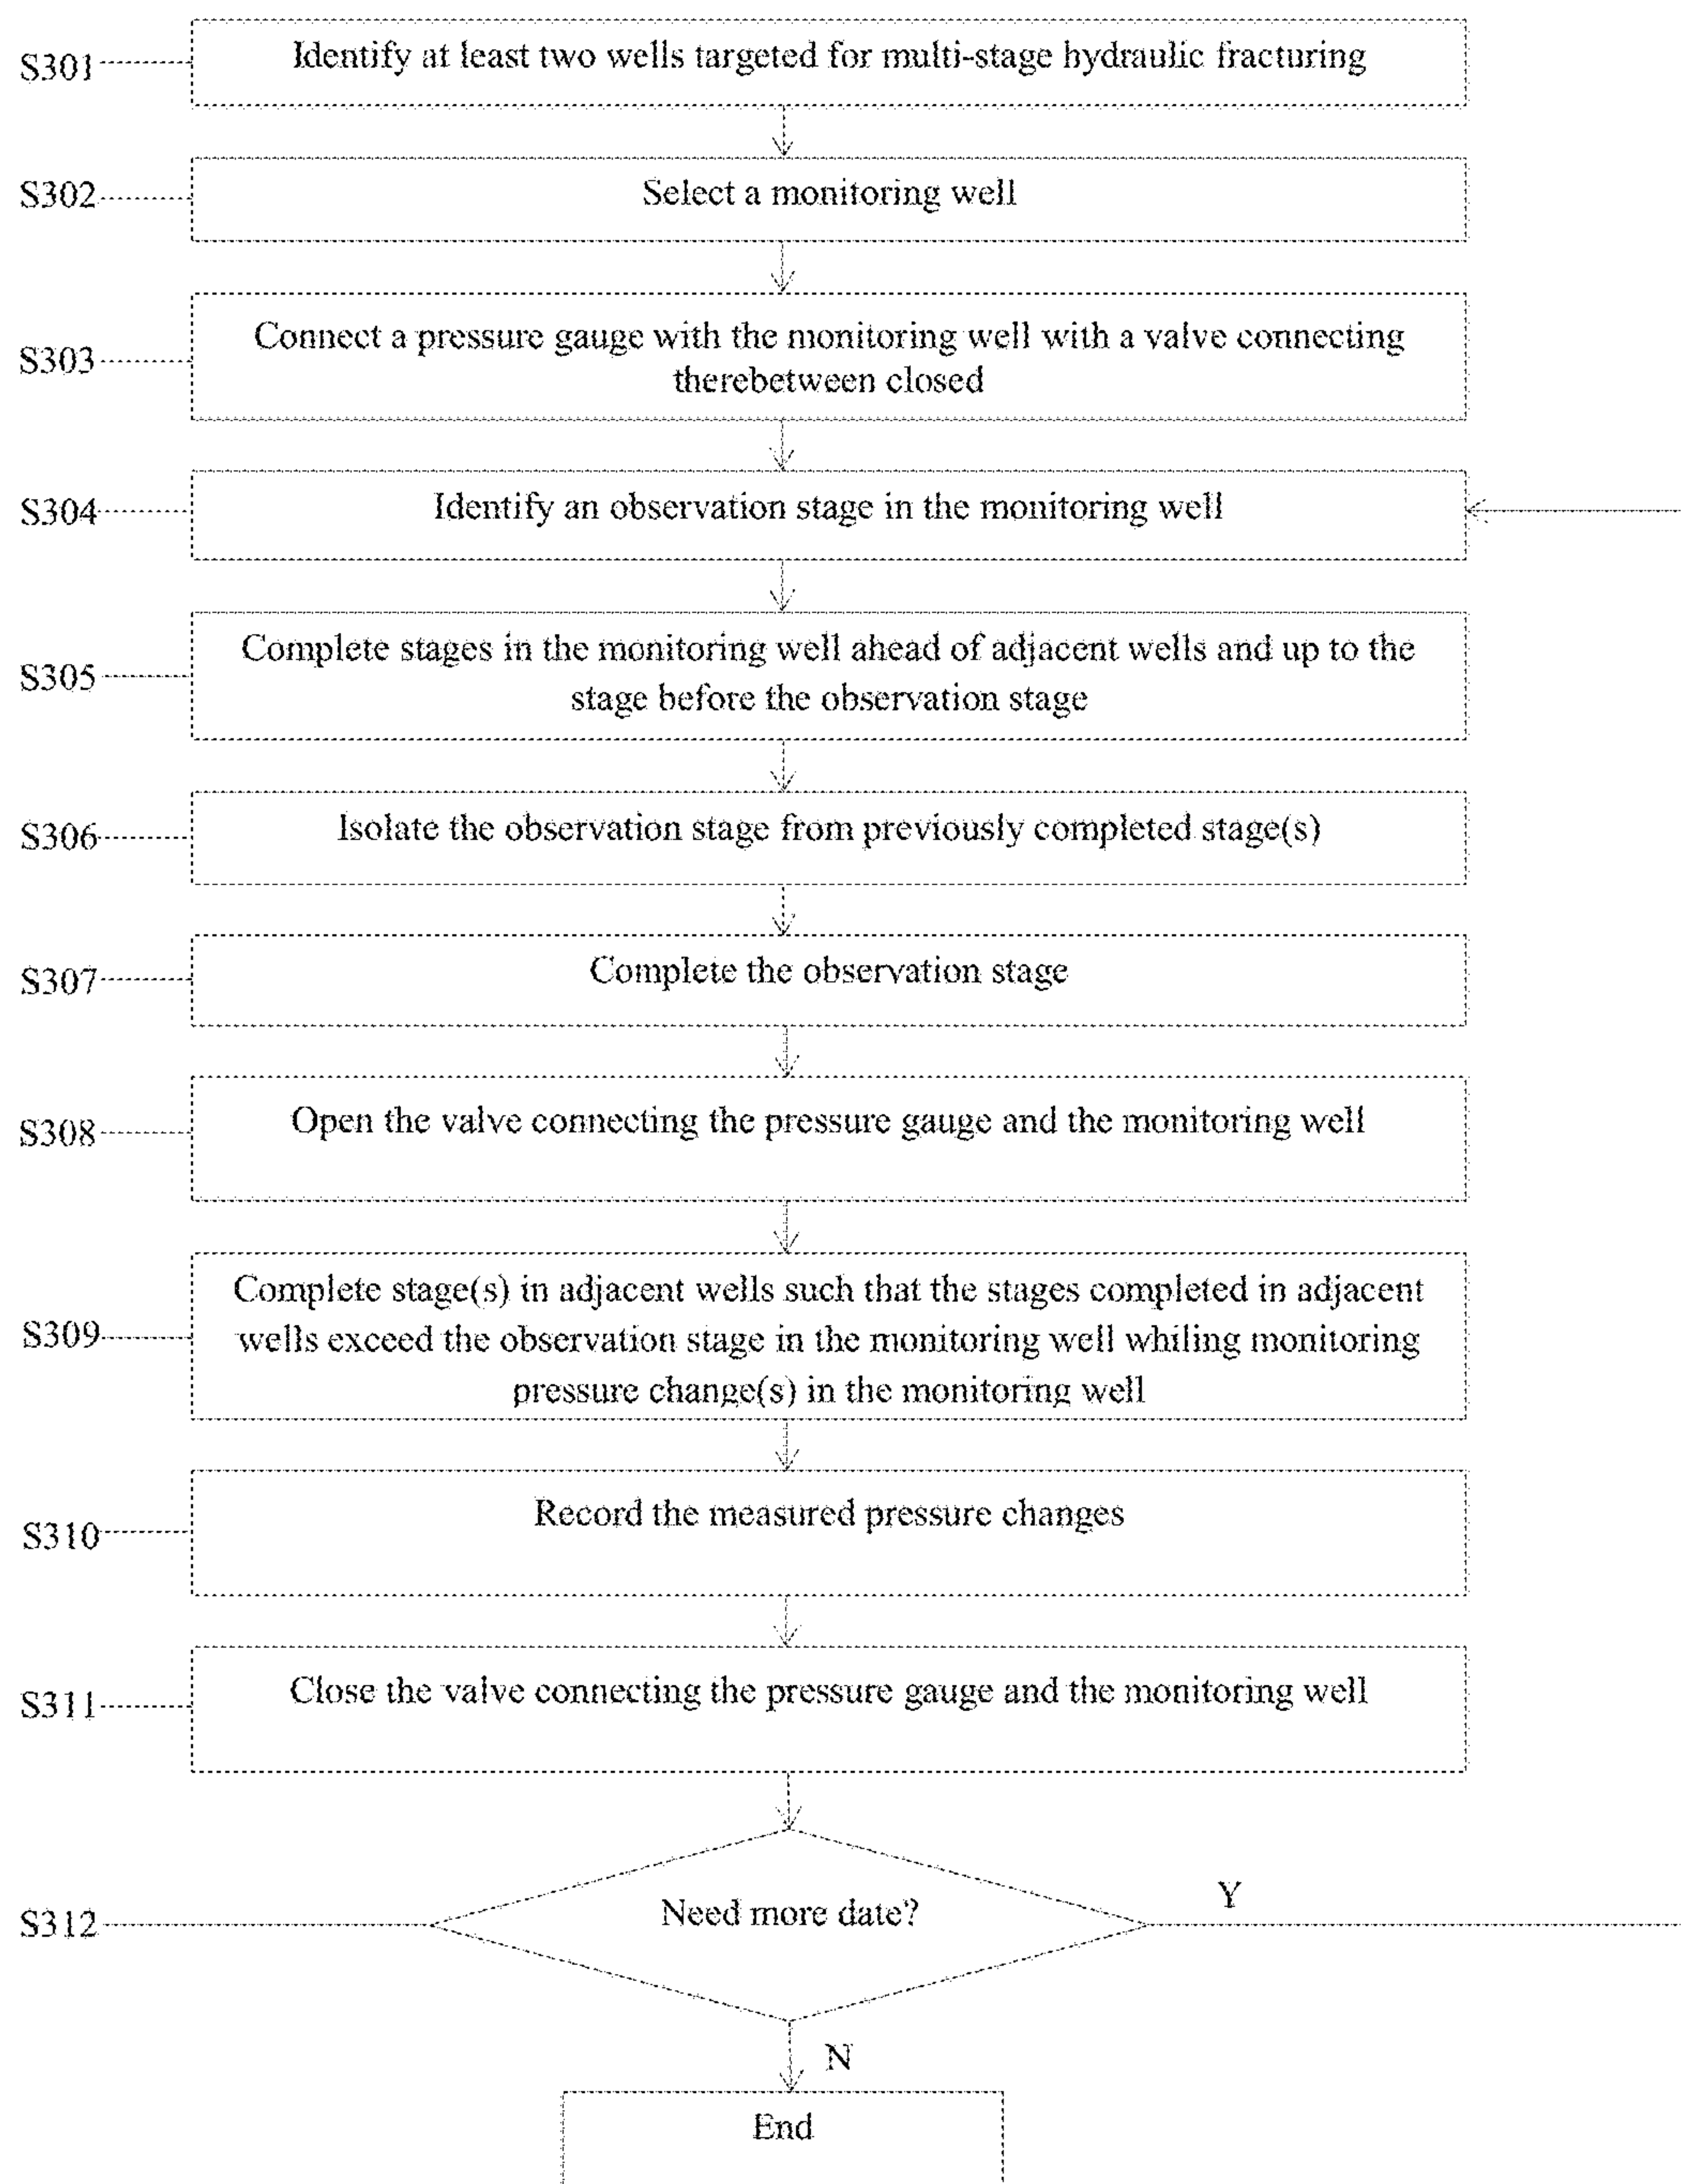 S301
Identify at least two wells targeted for multi-stage hydraulic fracturing
S302
Select a monitoring well
S303
Connect a pressure gauge with the monitoring well with a valve connecting
therebetween closed
S304
Identify an observation stage in the monitoring well
S305
Complete stages in the monitoring well ahead of adjacent wells and up to the
stage before the observation stage
S306
Isolate the observation stage from previously completed stage(s)
S307
Complete the observation stage
S308
Open the valve connecting the pressure gauge and the monitoring well
S309
Complete stage(s) in adjacent wells such that the stages completed in adjacent
wells exceed the observation stage in the monitoring well whiling monitoring
pressure change(s) in the monitoring well
S310
Record the measured pressure changes
S311
Close the valve connecting the pressure gauge and the monitoring well
S312
Need more date?
Y
N
End